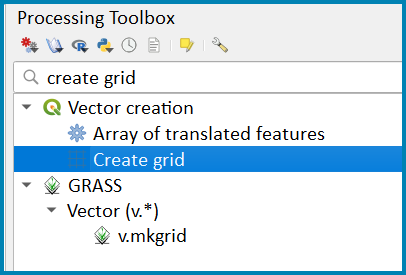 Processing Toolbox
create grid
Vector creation
Array of translated features
Create grid
GRASS
Vector (v.*)
v.mkgrid